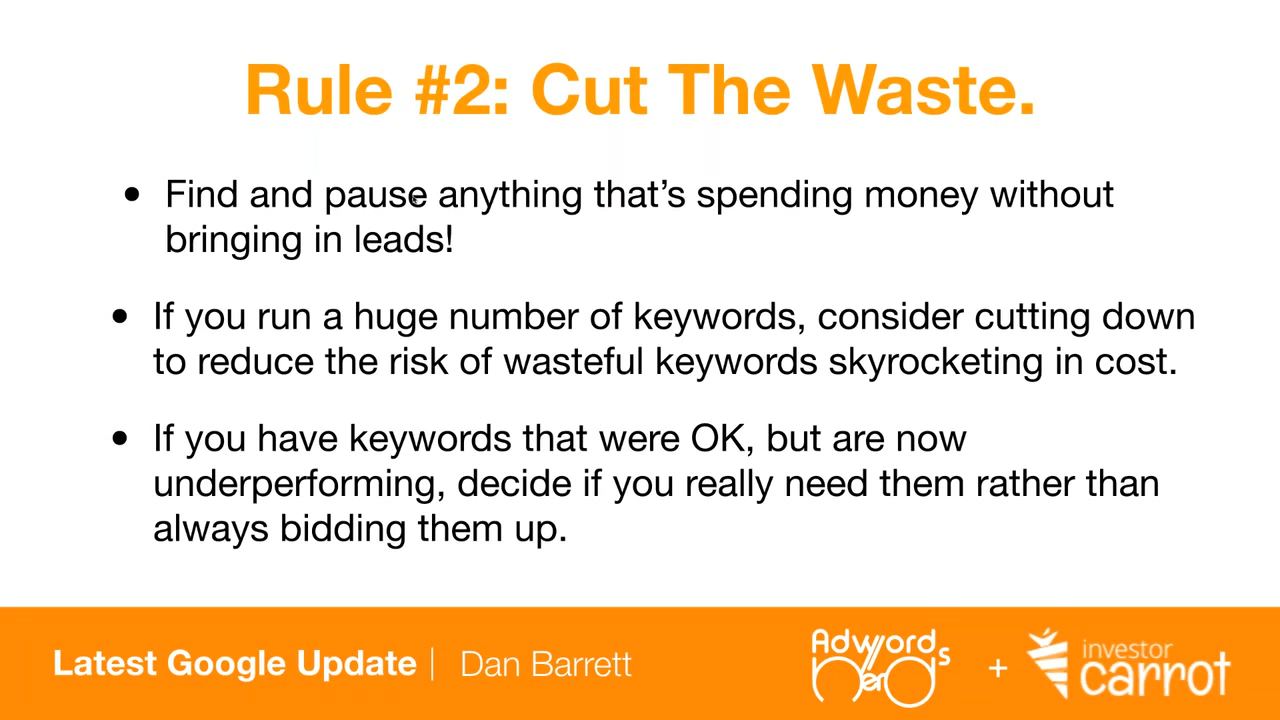 Rule #2: Cut The Waste.
• Find and pause anything that’s spending money without
bringing in leads!
• If you run a huge number of keywords, consider cutting down
to reduce the risk of wasteful keywords skyrocketing in cost.
• If you have keywords that were OK, but are now
underperforming, decide if you really need them rather than
always bidding them up.
Latest Google Update | Dan Barrett
AdWords
Nerd
+
investor
carrot